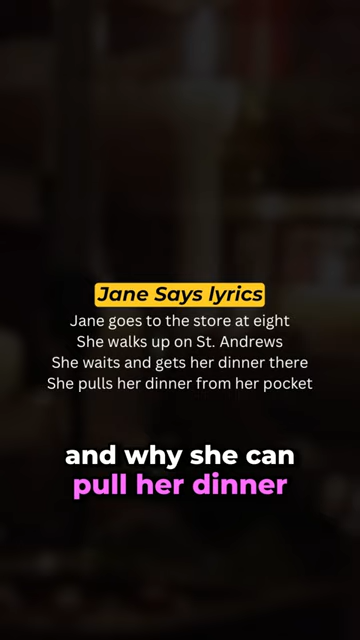 Jane Says lyrics
Jane goes to the store at eight
She walks up on St. Andrews
She waits and gets her dinner there
She pulls her dinner from her pocket
and why she can
pull her dinner